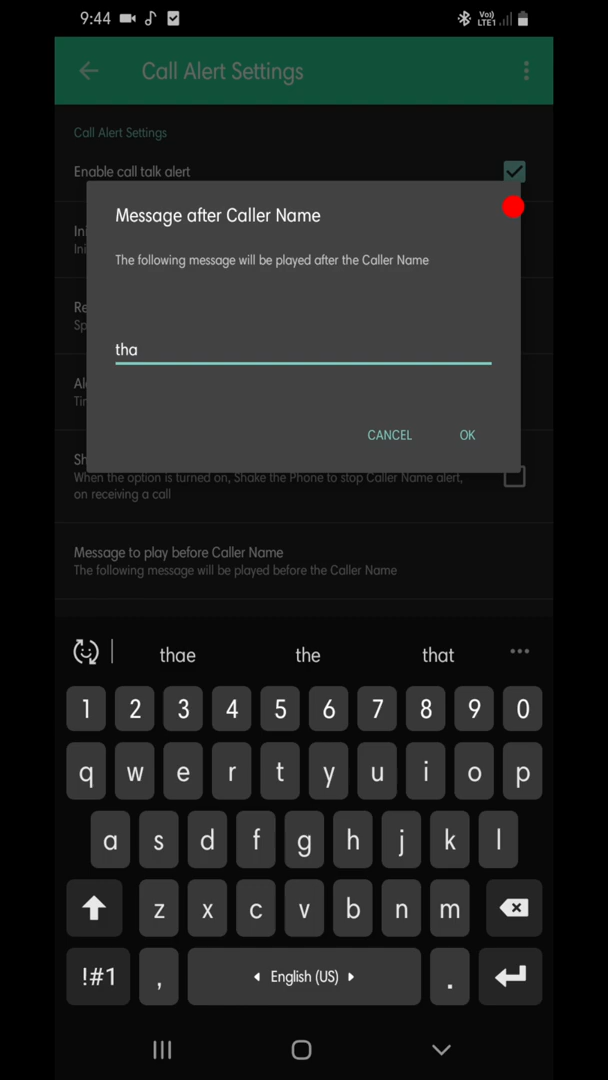 9:44
Vo)) LTE1
Call Alert Settings
Call Alert Settings
Enable call talk alert
Message after Caller Name
The following message will be played after the Caller Name
tha
CANCEL OK
When the option is turned on, Shake the Phone to stop Caller Name alert,
on receiving a call
Message to play before Caller Name
The following message will be played before the Caller Name
thae the that
1 2 3 4 5 6 7 8 9 0
q w e r t y u i o p
a s d f g h j k l
z x c v b n m
!#1 , English (US) .